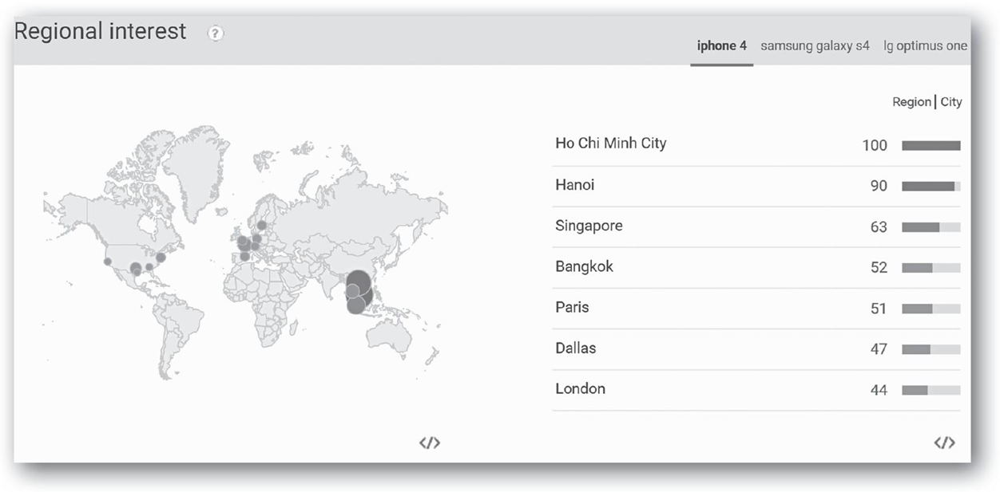 Regional interest ?
iphone 4 samsung galaxy s4 lg optimus one
Region | City
Ho Chi Minh City 100
Hanoi 90
Singapore 63
Bangkok 52
Paris 51
Dallas 47
London 44
</> </>